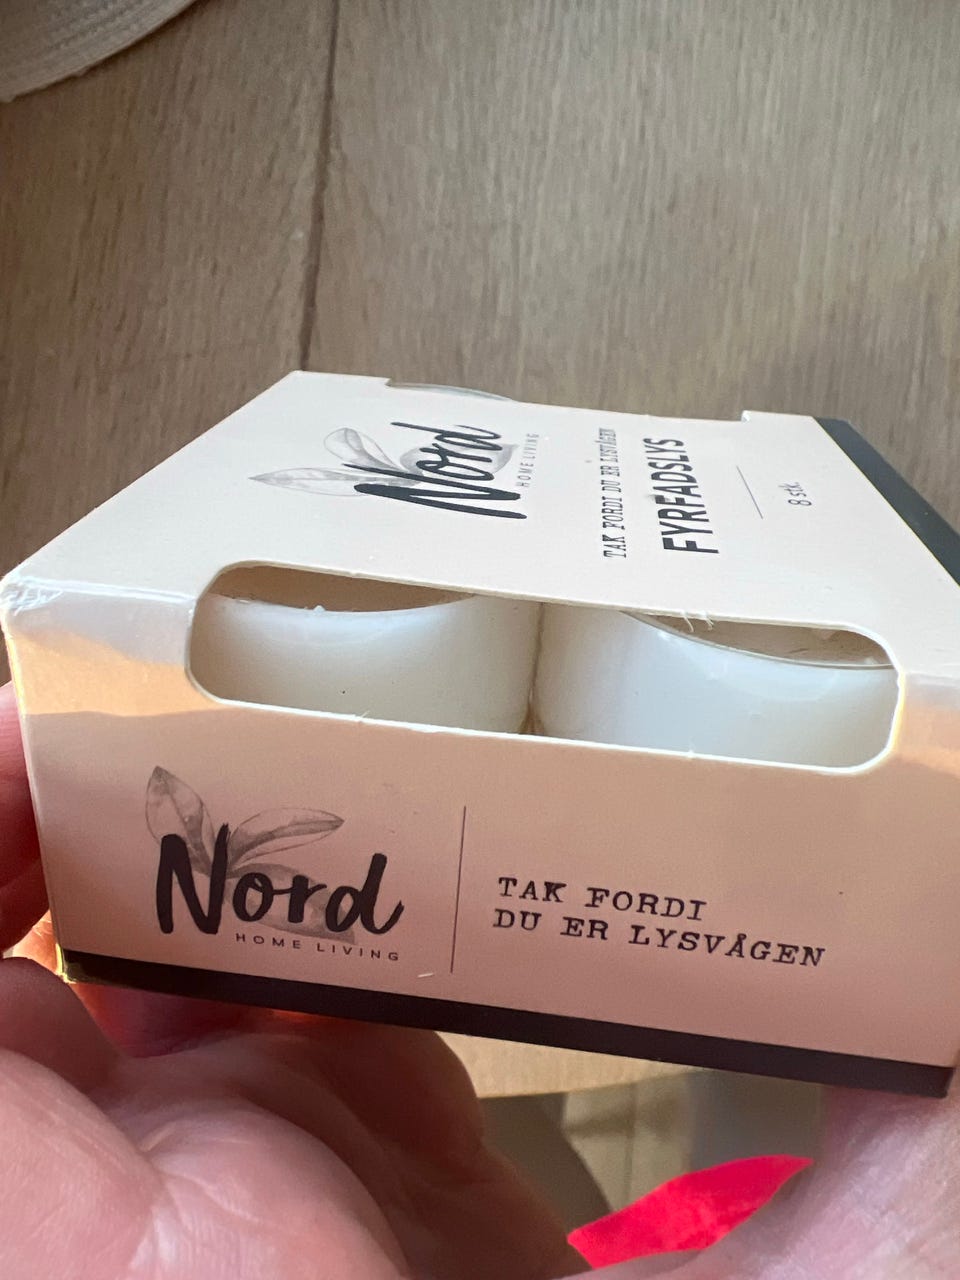 Nord
HOME LIVING
TAK FORDI DU ER LYSVÅGEN
FYRFADSLYS
8 stk.
Nord
HOME LIVING
TAK FORDI
DU ER LYSVÅGEN